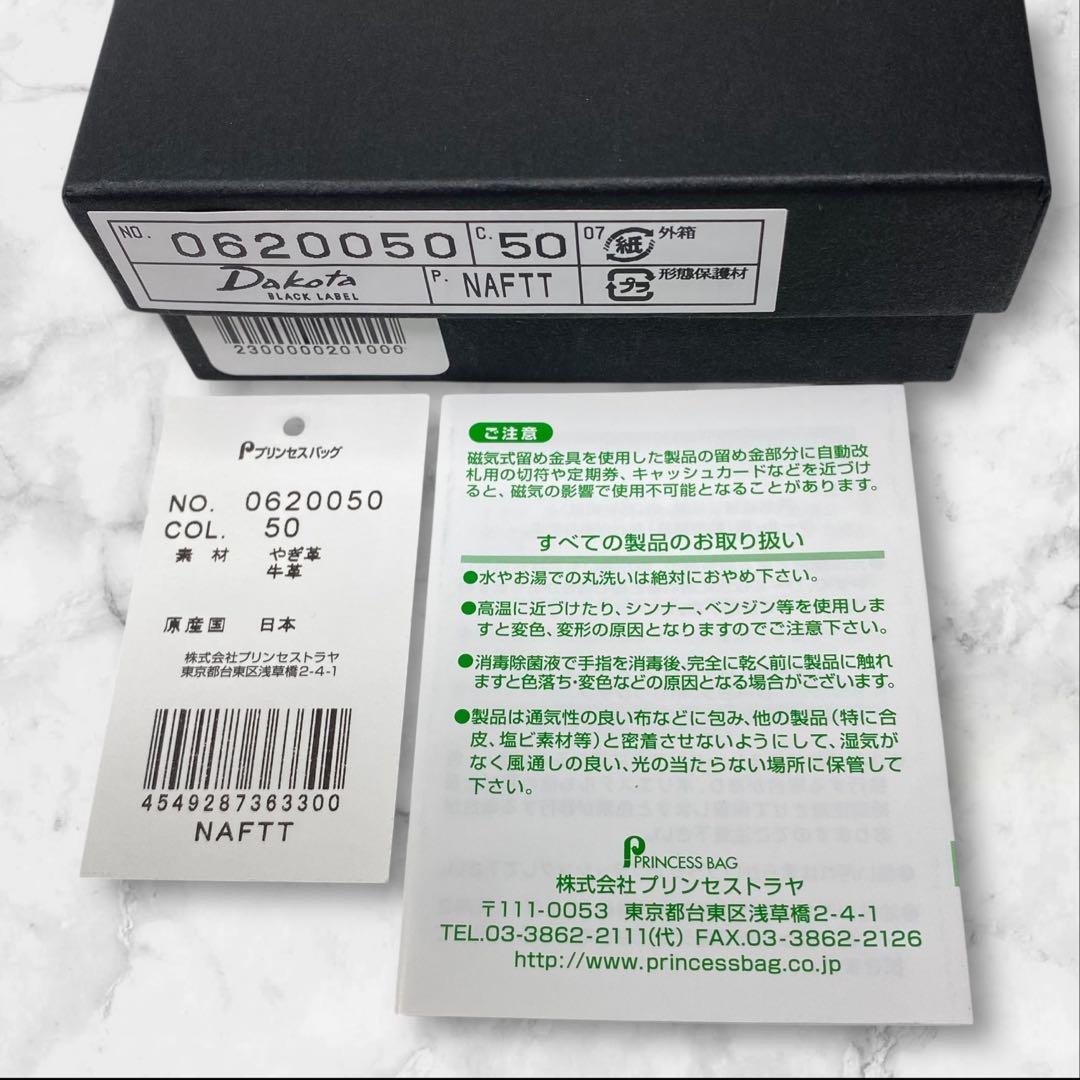 NO. 0620050 C. 50 07 紙 外箱
Dakota
BLACK LABEL
P. NAFTT プラ 形態保護材
2300000201000
プリンセスバッグ
NO. 0620050
COL. 50
素材 やぎ革
牛革
原産国 日本
株式会社プリンセストラヤ
東京都台東区浅草橋2-4-1
4549287363300
NAFTT
ご注意
磁気式留め金具を使用した製品の留め金部分に自動改
札用の切符や定期券、キャッシュカードなどを近づけ
ると、磁気の影響で使用不可能となることがあります。
すべての製品のお取り扱い
●水やお湯での丸洗いは絶対におやめ下さい。
●高温に近づけたり、シンナー、ベンジン等を使用しま
すと変色、変形の原因となりますのでご注意下さい。
●消毒除菌液で手指を消毒後、完全に乾く前に製品に触れ
ますと色落ち・変色などの原因となる場合がございます。
●製品は通気性の良い布などに包み、他の製品(特に合
皮、塩ビ素材等)と密着させないようにして、湿気が
なく風通しの良い、光の当たらない場所に保管して
下さい。
PRINCESS BAG
株式会社プリンセストラヤ
〒111-0053 東京都台東区浅草橋2-4-1
TEL.03-3862-2111(代) FAX.03-3862-2126
http://www.princessbag.co.jp